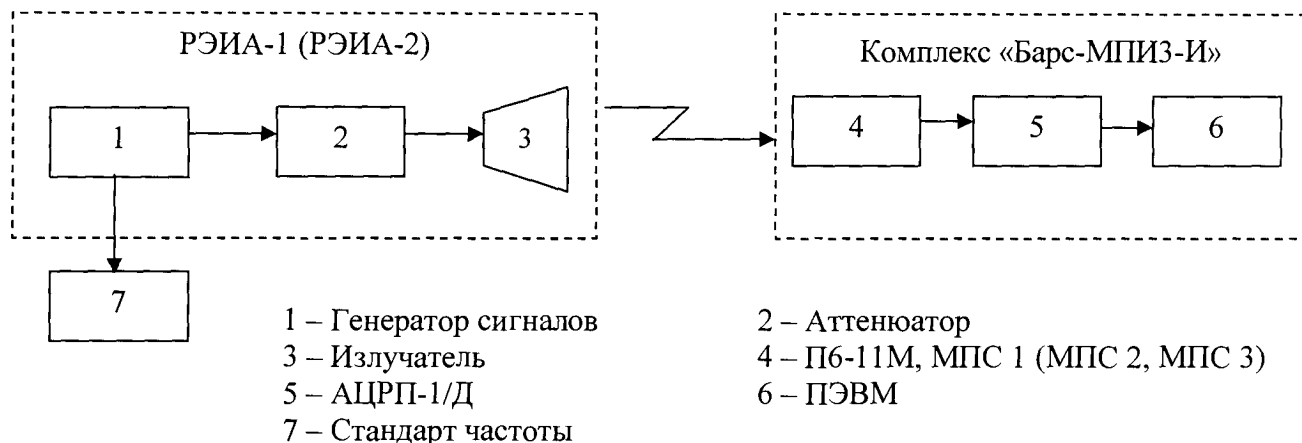 РЭИА-1 (РЭИА-2)
Комплекс «Барс-МПИ3-И»
1
2
3
4
5
6
7
1 – Генератор сигналов
2 – Аттенюатор
3 – Излучатель
4 – П6-11М, МПС 1 (МПС 2, МПС 3)
5 – АЦРП-1/Д
6 – ПЭВМ
7 – Стандарт частоты